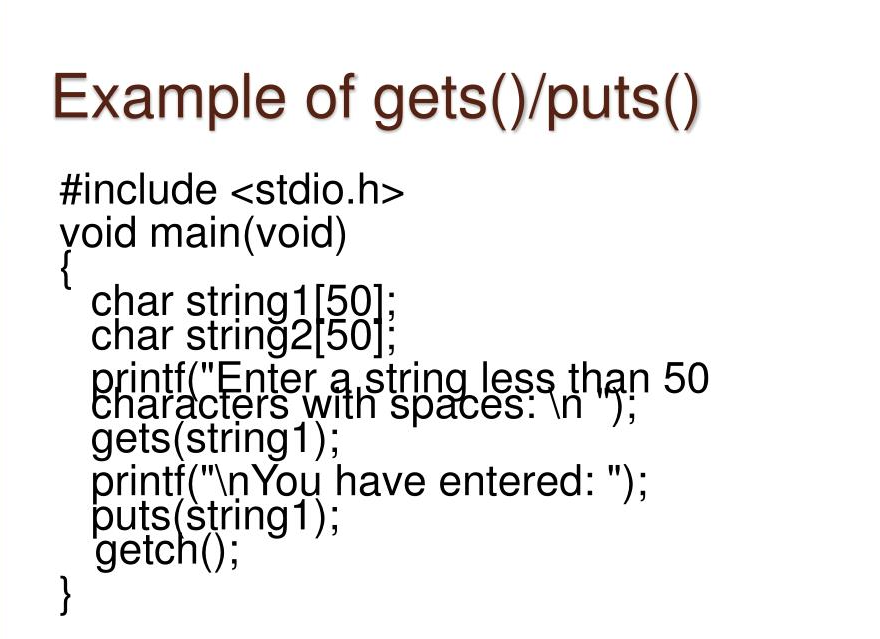 Example of gets()/puts()
#include <stdio.h>
void main(void)
{
char string1[50];
char string2[50];
printf("Enter a string less than 50
characters with spaces: \n ");
gets(string1);
printf("\nYou have entered: ");
puts(string1);
getch();
}